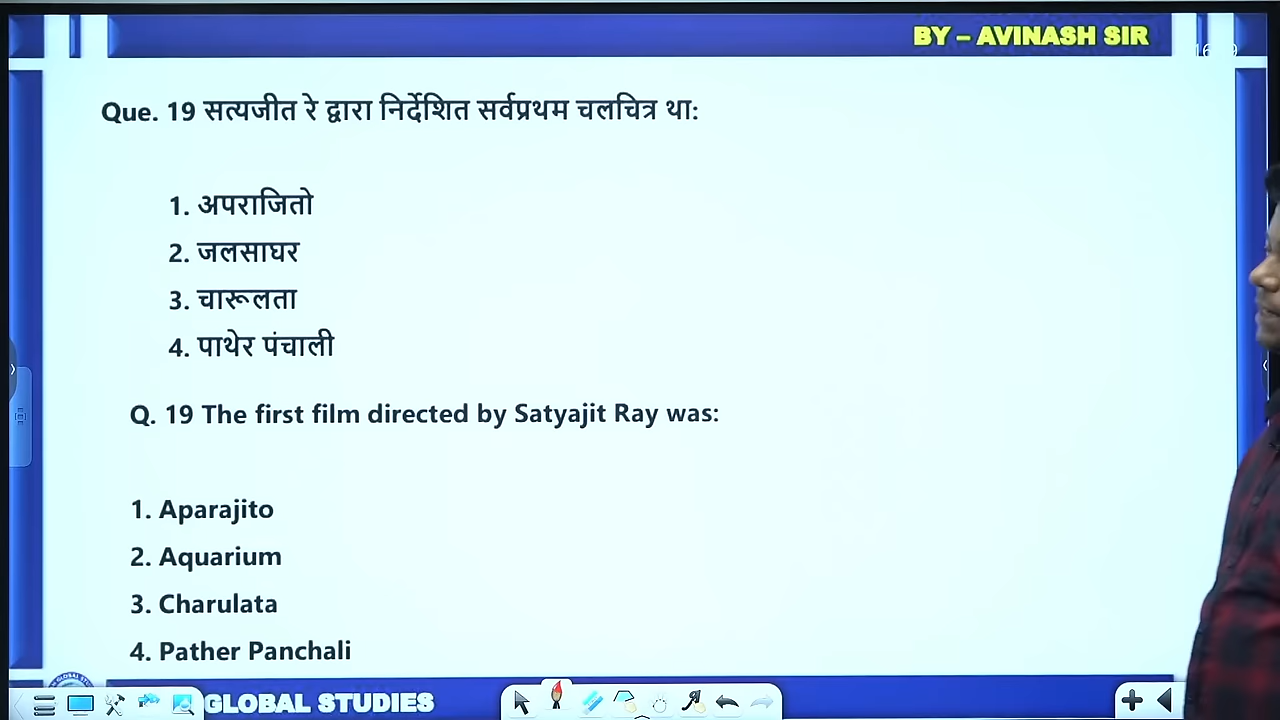 BY – AVINASH SIR
Que. 19 सत्यजीत रे द्वारा निर्देशित सर्वप्रथम चलचित्र था:
1. अपराजितो
2. जलसाघर
3. चारूलता
4. पाथेर पंचाली
Q. 19 The first film directed by Satyajit Ray was:
1. Aparajito
2. Aquarium
3. Charulata
4. Pather Panchali
GLOBAL STUDIES